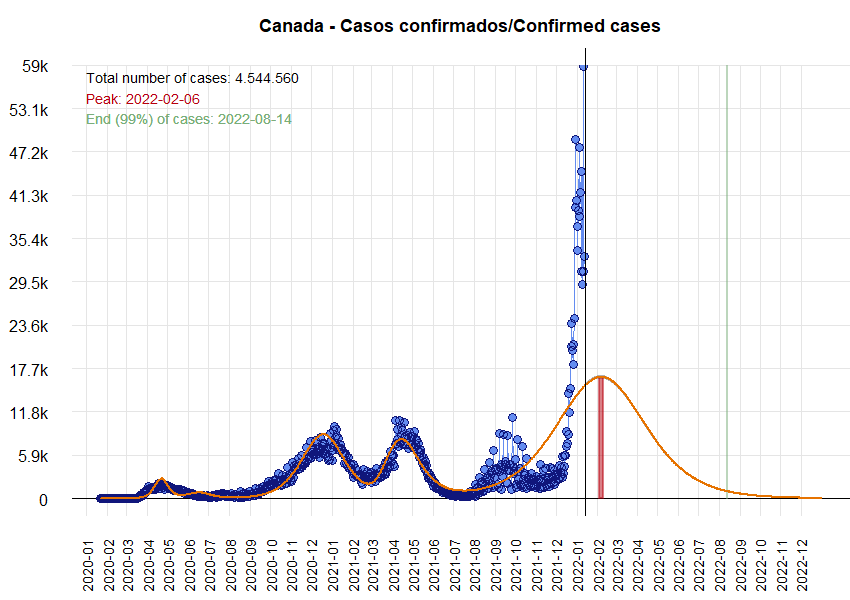 Canada - Casos confirmados/Confirmed cases
Total number of cases: 4.544.560
Peak: 2022-02-06
End (99%) of cases: 2022-08-14
59k
53.1k
47.2k
41.3k
35.4k
29.5k
23.6k
17.7k
11.8k
5.9k
0
2020-01
2020-02
2020-03
2020-04
2020-05
2020-06
2020-07
2020-08
2020-09
2020-10
2020-11
2020-12
2021-01
2021-02
2021-03
2021-04
2021-05
2021-06
2021-07
2021-08
2021-09
2021-10
2021-11
2021-12
2022-01
2022-02
2022-03
2022-04
2022-05
2022-06
2022-07
2022-08
2022-09
2022-10
2022-11
2022-12